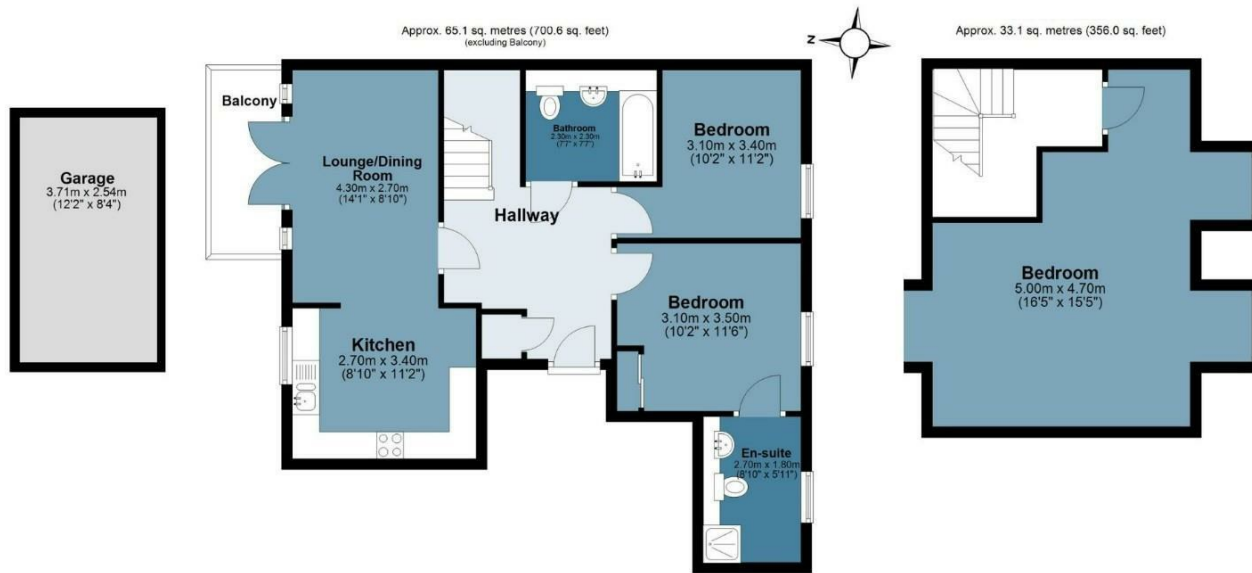 Approx. 65.1 sq. metres (700.6 sq. feet)
(excluding Balcony)
Z
Approx. 33.1 sq. metres (356.0 sq. feet)
Balcony
Garage
3.71m x 2.54m
(12'2" x 8'4")
Lounge/Dining
Room
4.30m x 2.70m
(14'1" x 8'10")
Bathroom
2.30m x 2.30m
(7'7" x 7'7")
Bedroom
3.10m x 3.40m
(10'2" x 11'2")
Hallway
Bedroom
3.10m x 3.50m
(10'2" x 11'6")
Kitchen
2.70m x 3.40m
(8'10" x 11'2")
En-suite
2.70m x 1.80m
(8'10" x 5'11")
Bedroom
5.00m x 4.70m
(16'5" x 15'5")